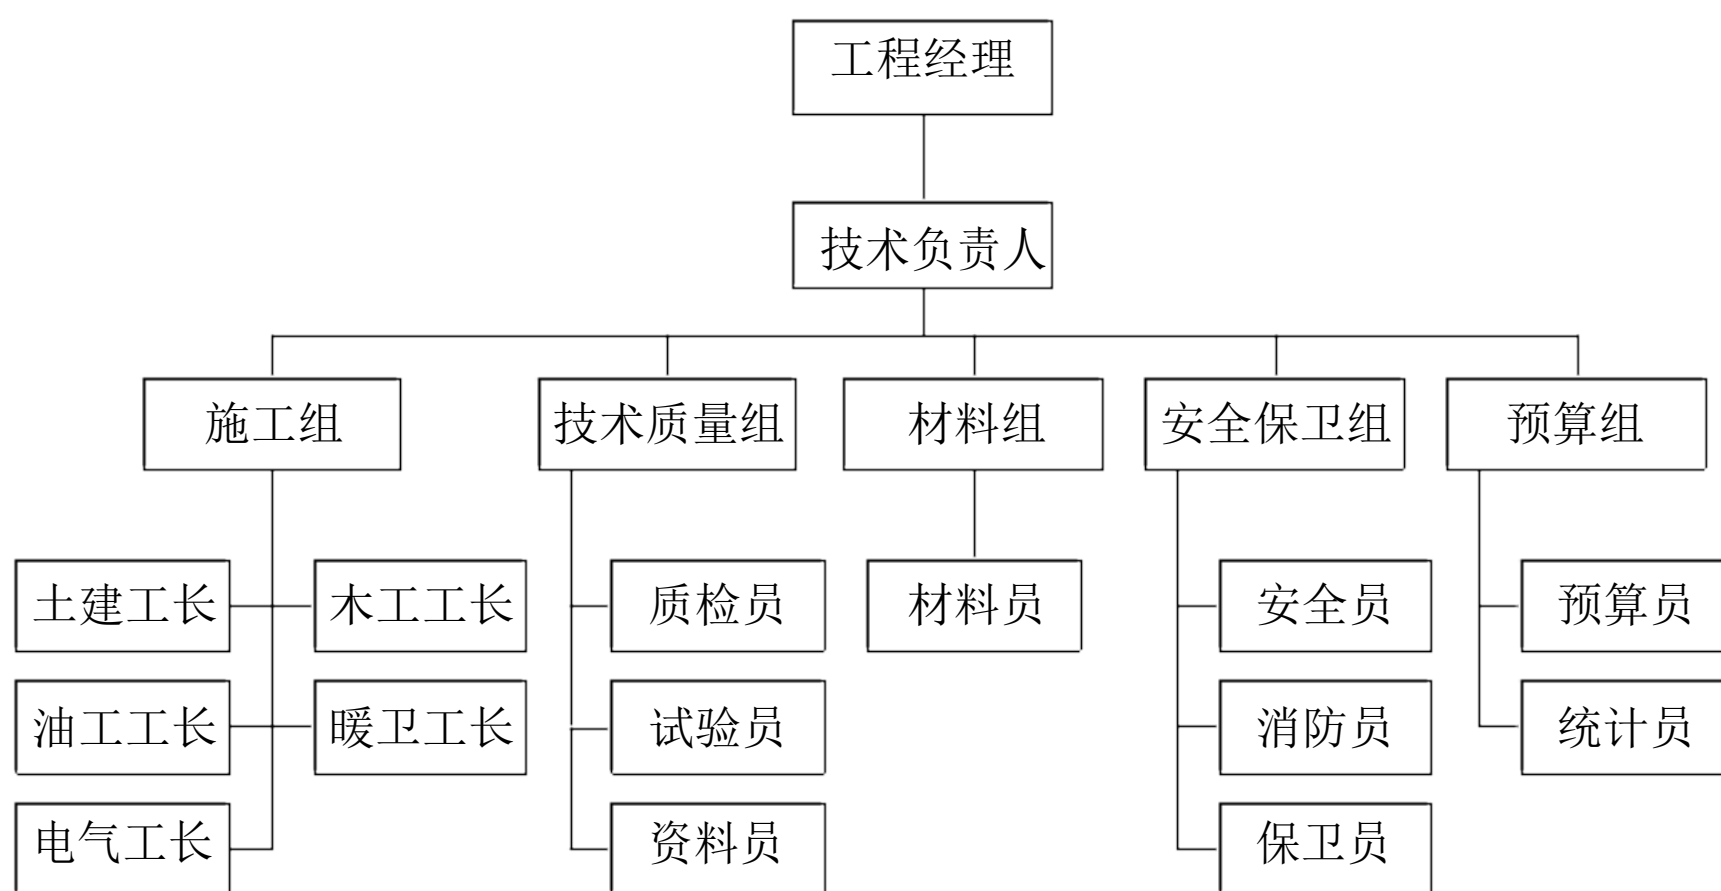 工程经理
技术负责人
施工组
技术质量组
材料组
安全保卫组
预算组
土建工长
木工工长
质检员
材料员
安全员
预算员
油工工长
暖卫工长
试验员
消防员
统计员
电气工长
资料员
保卫员